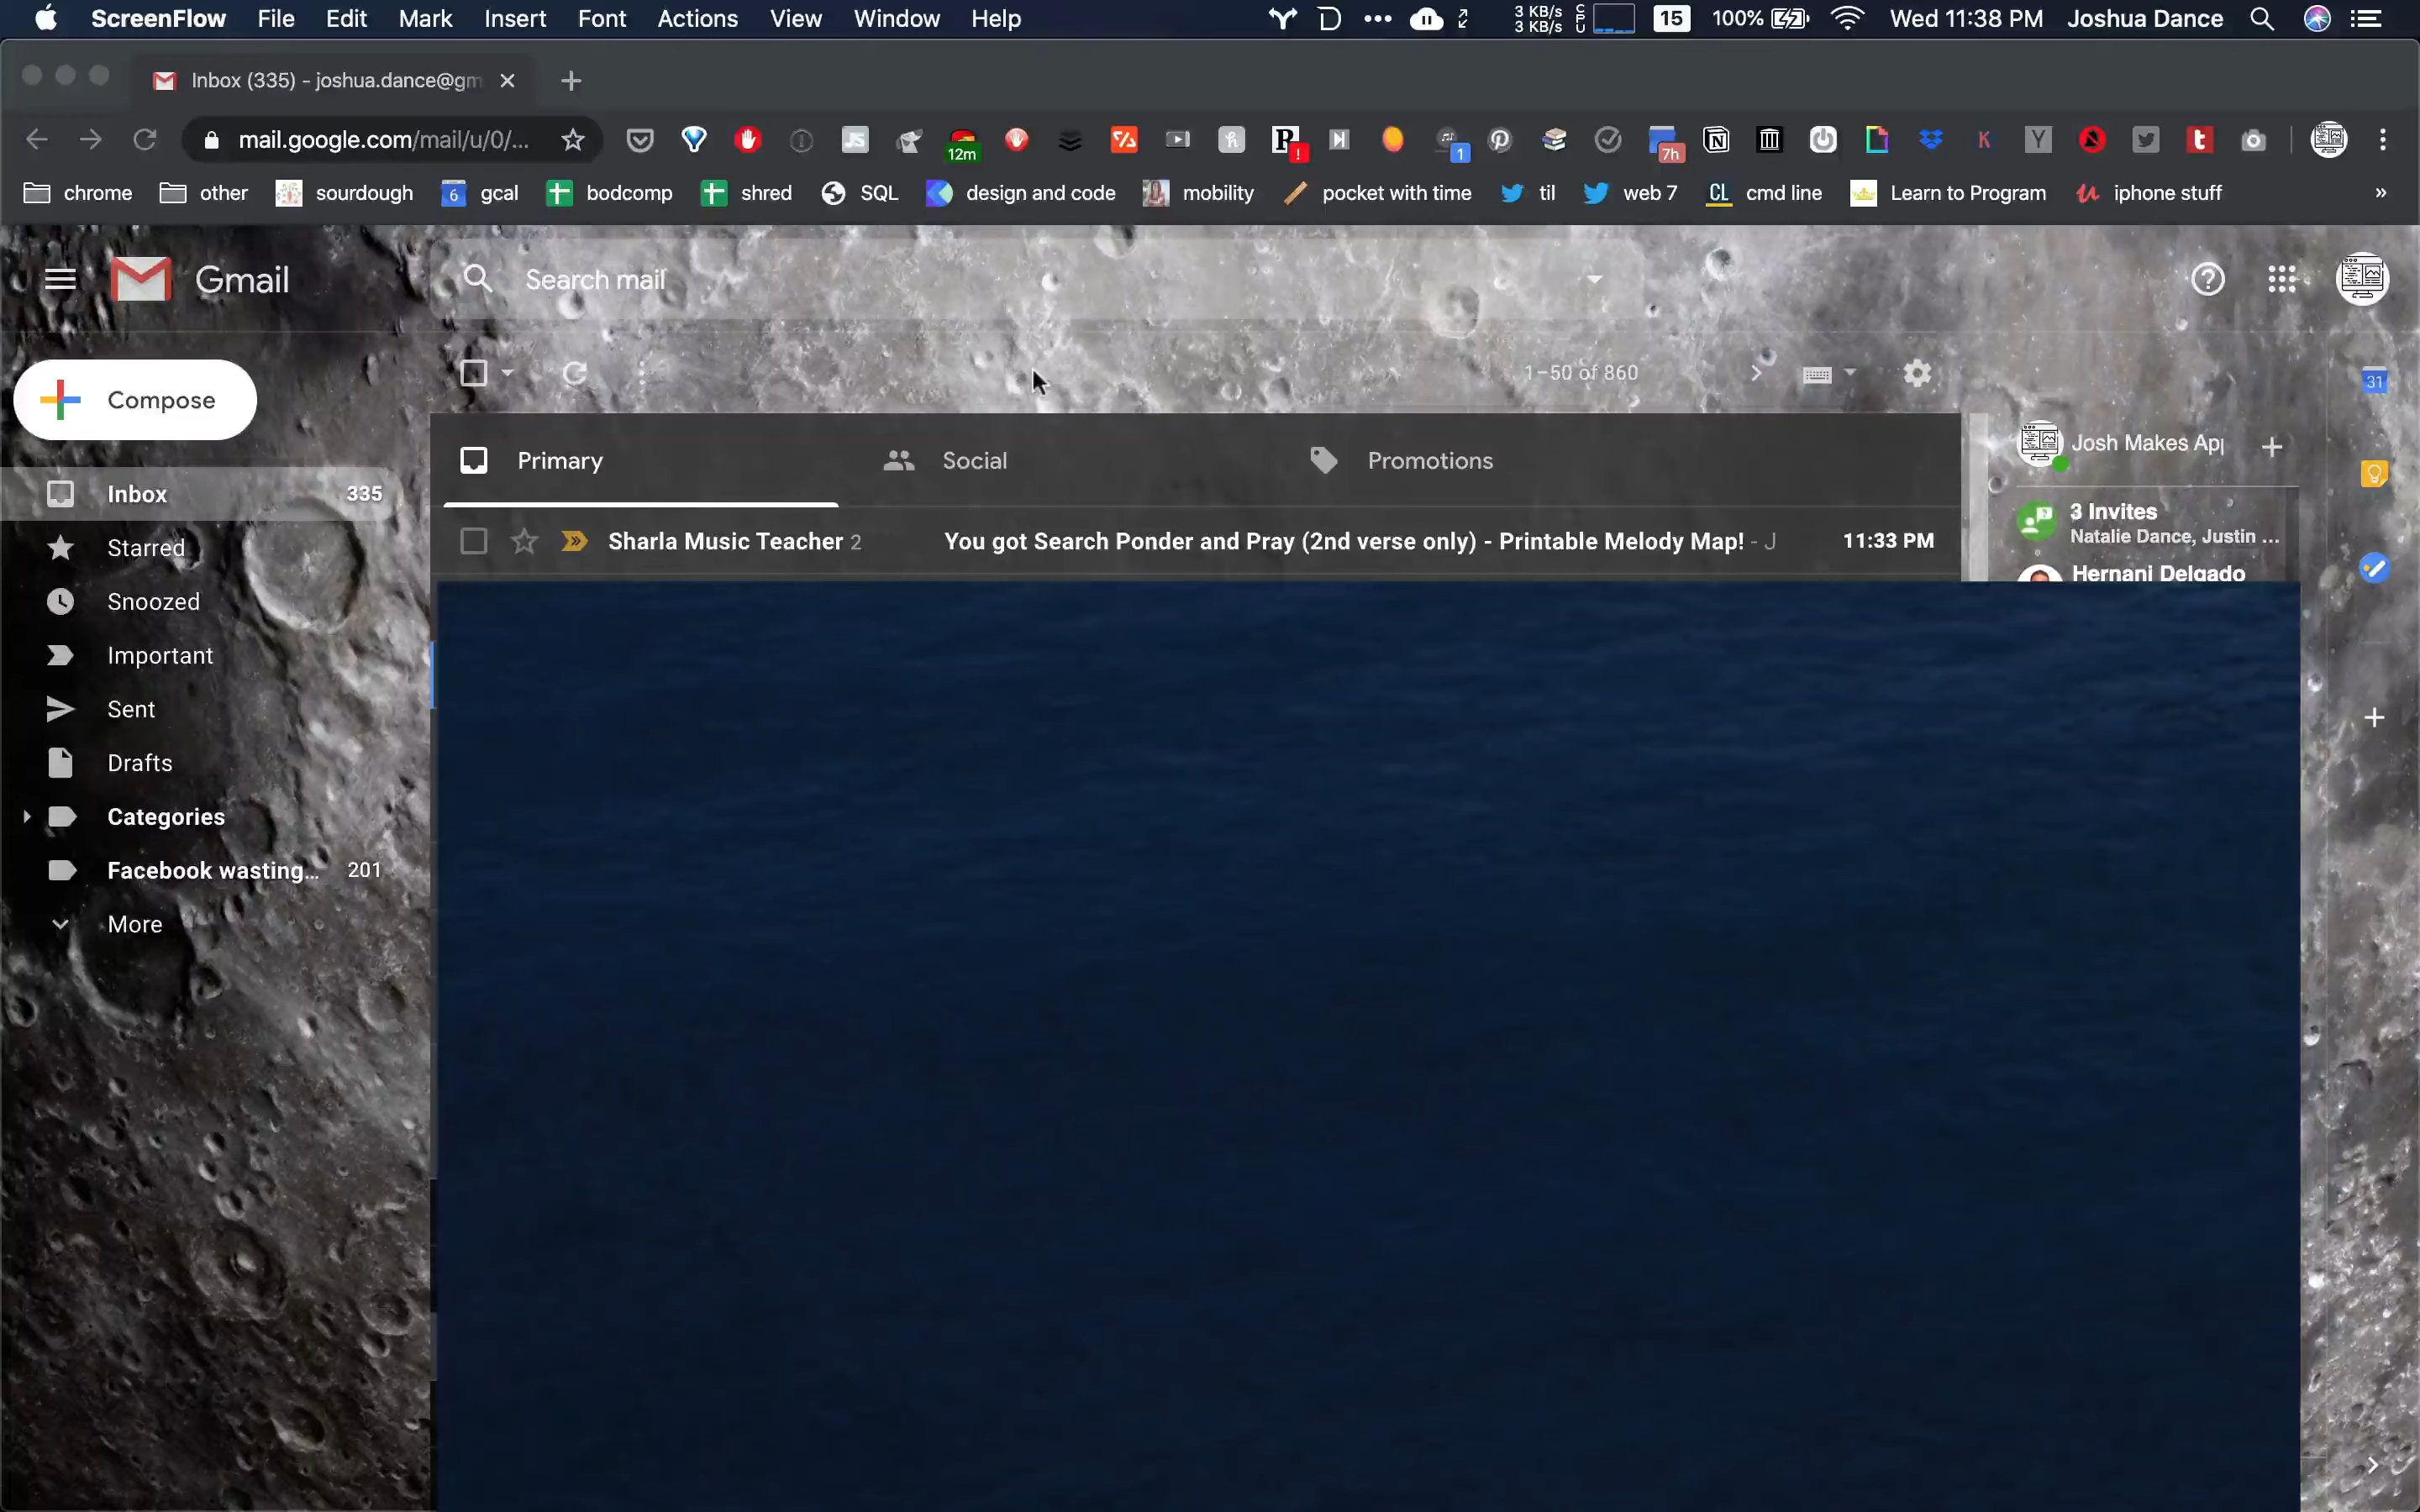 ScreenFlow File Edit Mark Insert Font Actions View Window Help 3 KB/s 3 KB/s CPU 15 100% Wed 11:38 PM Joshua Dance
Inbox (335) - joshua.dance@gm
mail.google.com/mail/u/0/... JS 12m 1 7h
chrome other sourdough 6 gcal bodcomp shred SQL design and code mobility pocket with time til web 7 CL cmd line Learn to Program iphone stuff »
Gmail Search mail
1–50 of 860
Compose
31
Primary Social Promotions
Josh Makes Ap
Inbox 335
3 Invites
Natalie Dance, Justin ...
Sharla Music Teacher 2 You got Search Ponder and Pray (2nd verse only) - Printable Melody Map! - J 11:33 PM
Starred
Hernani Delgado
Snoozed
Important
Sent
Drafts
Categories
Facebook wasting... 201
More